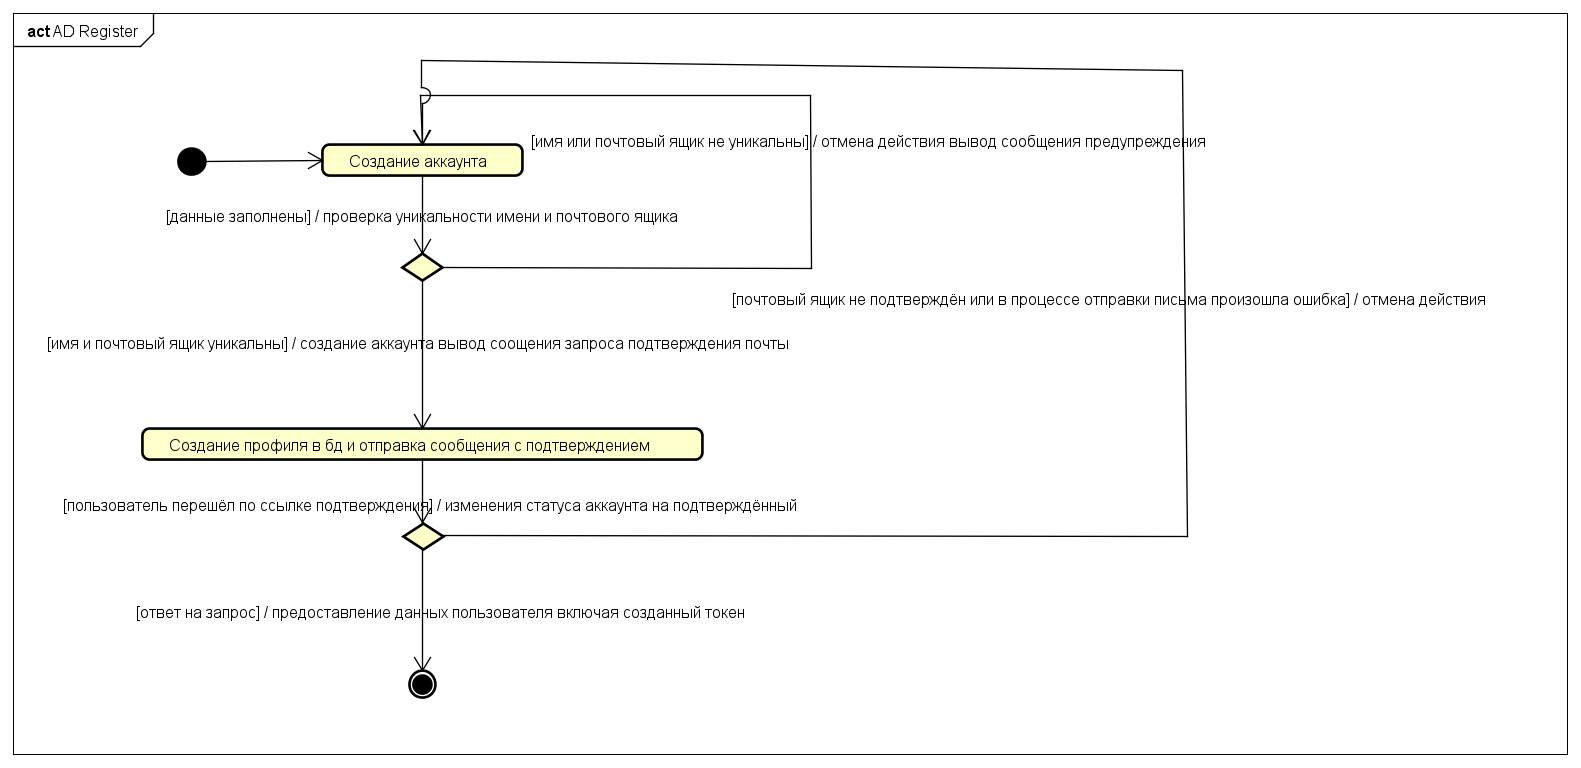 act AD Register
[имя или почтовый ящик не уникальны] / отмена действия вывод сообщения предупреждения
Создание аккаунта
[данные заполнены] / проверка уникальности имени и почтового ящика
[почтовый ящик не подтверждён или в процессе отправки письма произошла ошибка] / отмена действия
[имя и почтовый ящик уникальны] / создание аккаунта вывод соощения запроса подтверждения почты
Создание профиля в бд и отправка сообщения с подтверждением
[пользователь перешёл по ссылке подтверждения] / изменения статуса аккаунта на подтверждённый
[ответ на запрос] / предоставление данных пользователя включая созданный токен